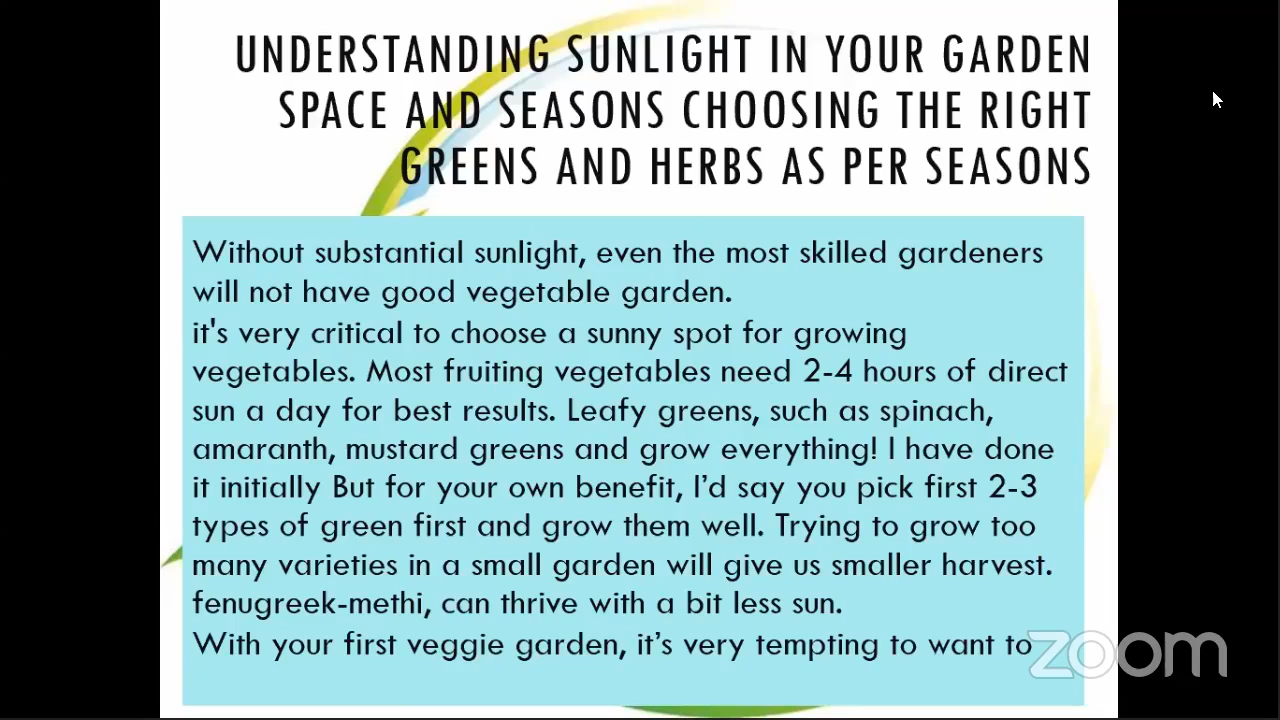 UNDERSTANDING SUNLIGHT IN YOUR GARDEN
SPACE AND SEASONS CHOOSING THE RIGHT
GREENS AND HERBS AS PER SEASONS
Without substantial sunlight, even the most skilled gardeners
will not have good vegetable garden.
it's very critical to choose a sunny spot for growing
vegetables. Most fruiting vegetables need 2-4 hours of direct
sun a day for best results. Leafy greens, such as spinach,
amaranth, mustard greens and grow everything! I have done
it initially But for your own benefit, I’d say you pick first 2-3
types of green first and grow them well. Trying to grow too
many varieties in a small garden will give us smaller harvest.
fenugreek-methi, can thrive with a bit less sun.
With your first veggie garden, it’s very tempting to want to
zoom